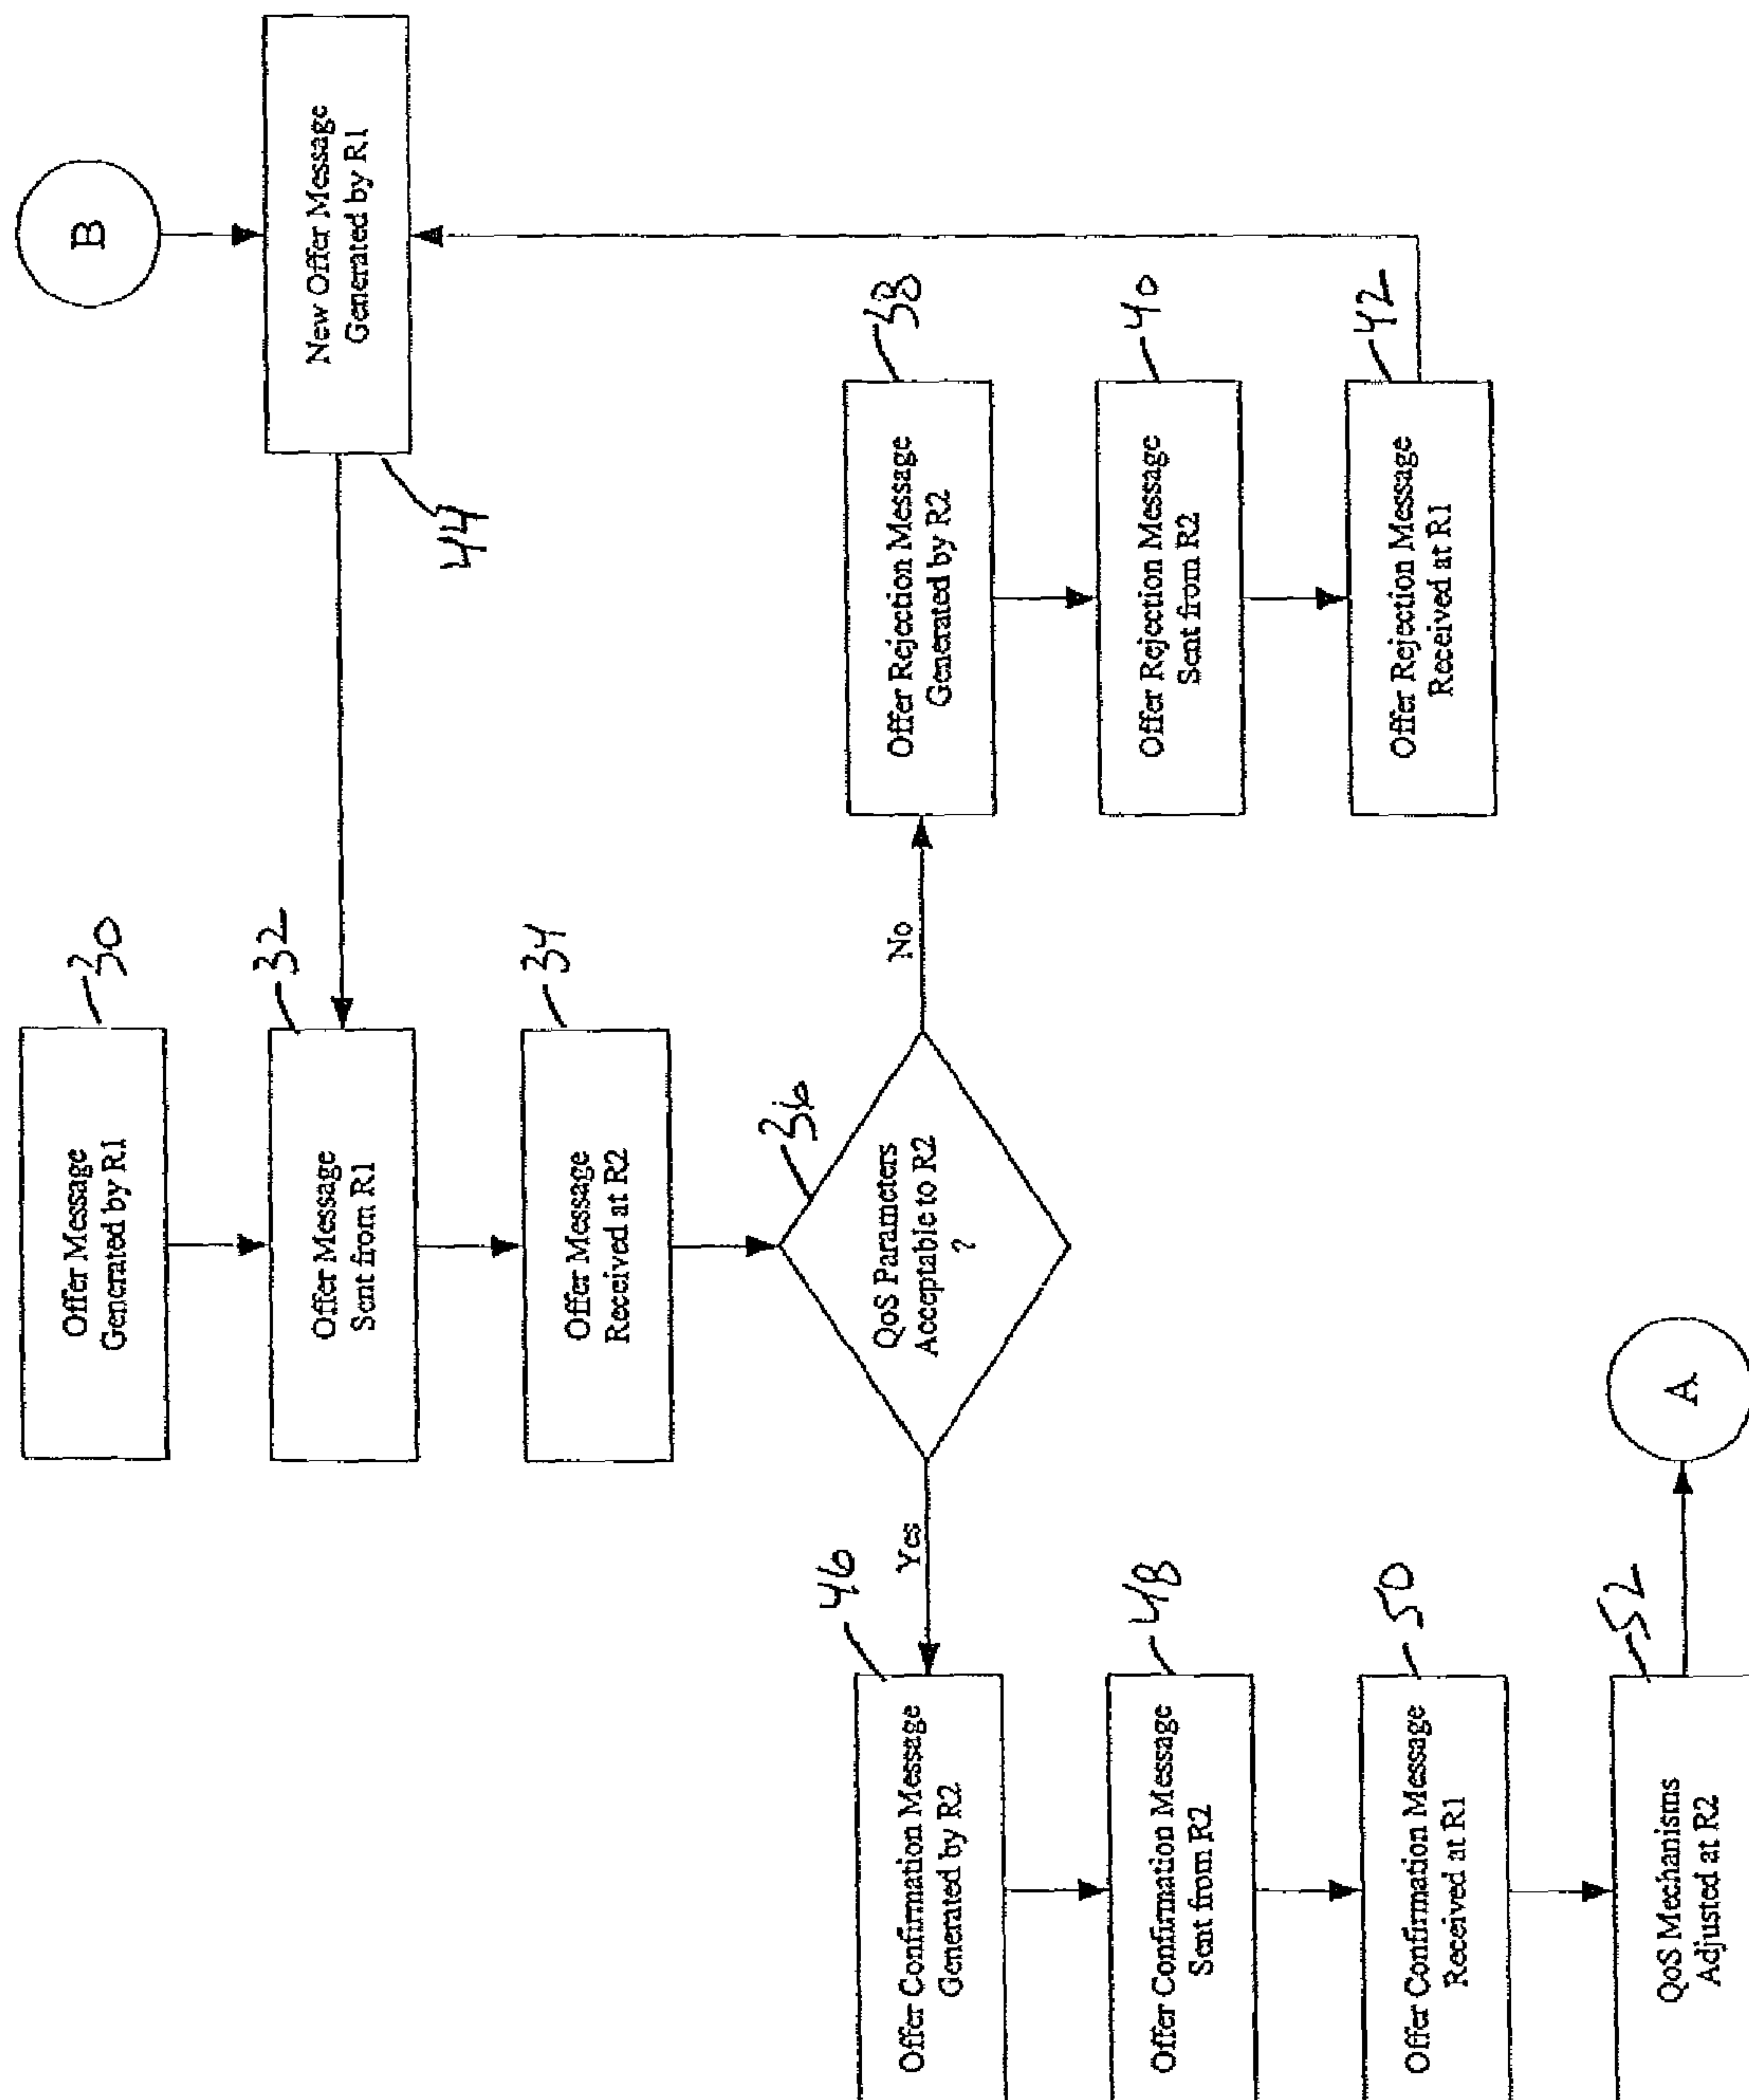 Offer Message
Generated by R1
30
B
Offer Message
Sent from R1
32
New Offer Message
Generated by R1
44
Offer Message
Received at R2
34
QoS Parameters
Acceptable to R2
?
36
Yes
No
Offer Confirmation Message
Generated by R2
46
Offer Rejection Message
Generated by R2
38
Offer Confirmation Message
Sent from R2
48
Offer Rejection Message
Sent from R2
40
Offer Confirmation Message
Received at R1
50
Offer Rejection Message
Received at R1
42
QoS Mechanisms
Adjusted at R2
52
A